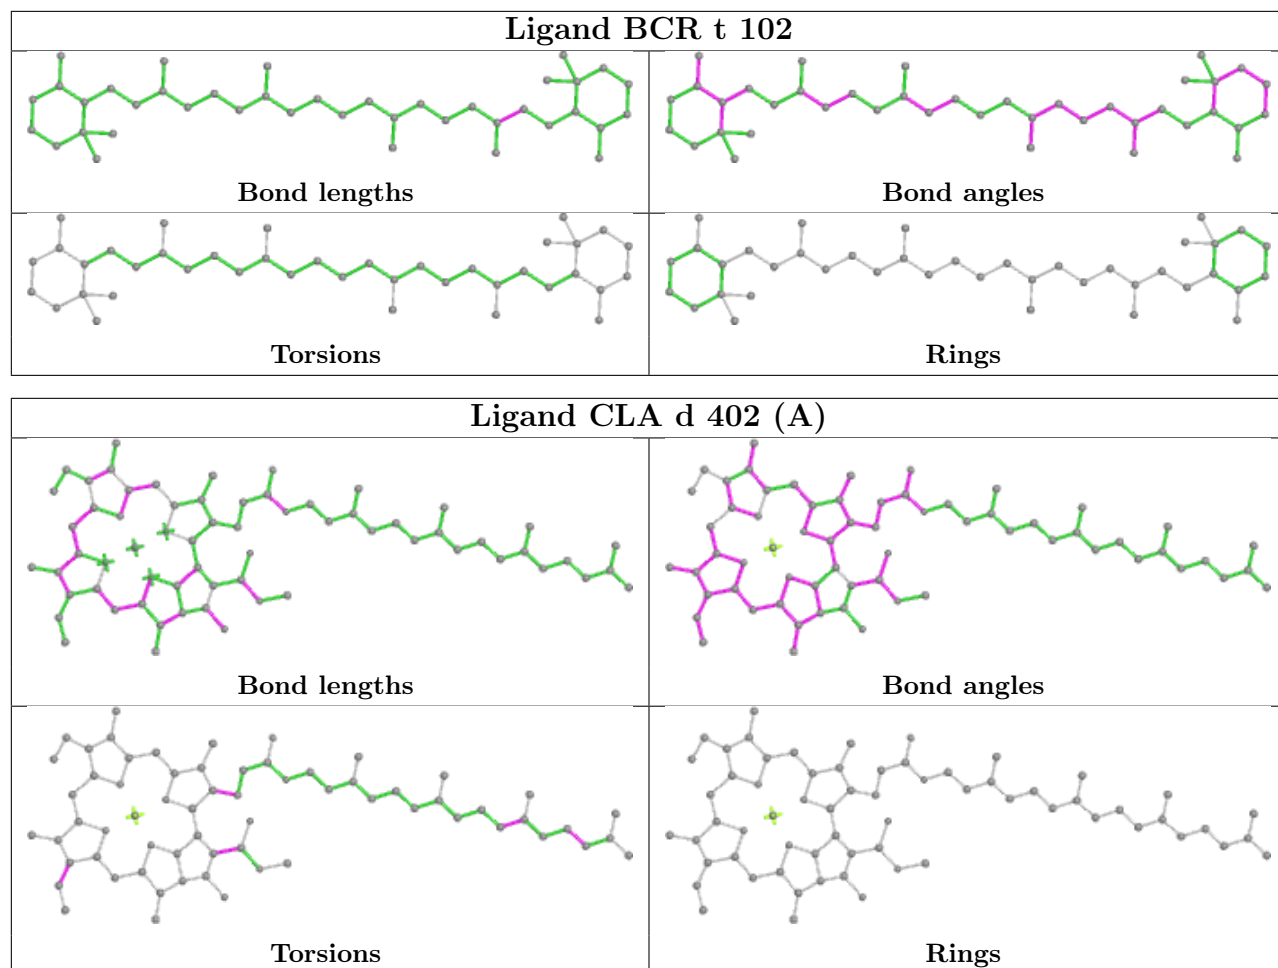 Ligand BCR t 102
Bond lengths
Bond angles
Torsions
Rings
Ligand CLA d 402 (A)
Bond lengths
Bond angles
Torsions
Rings